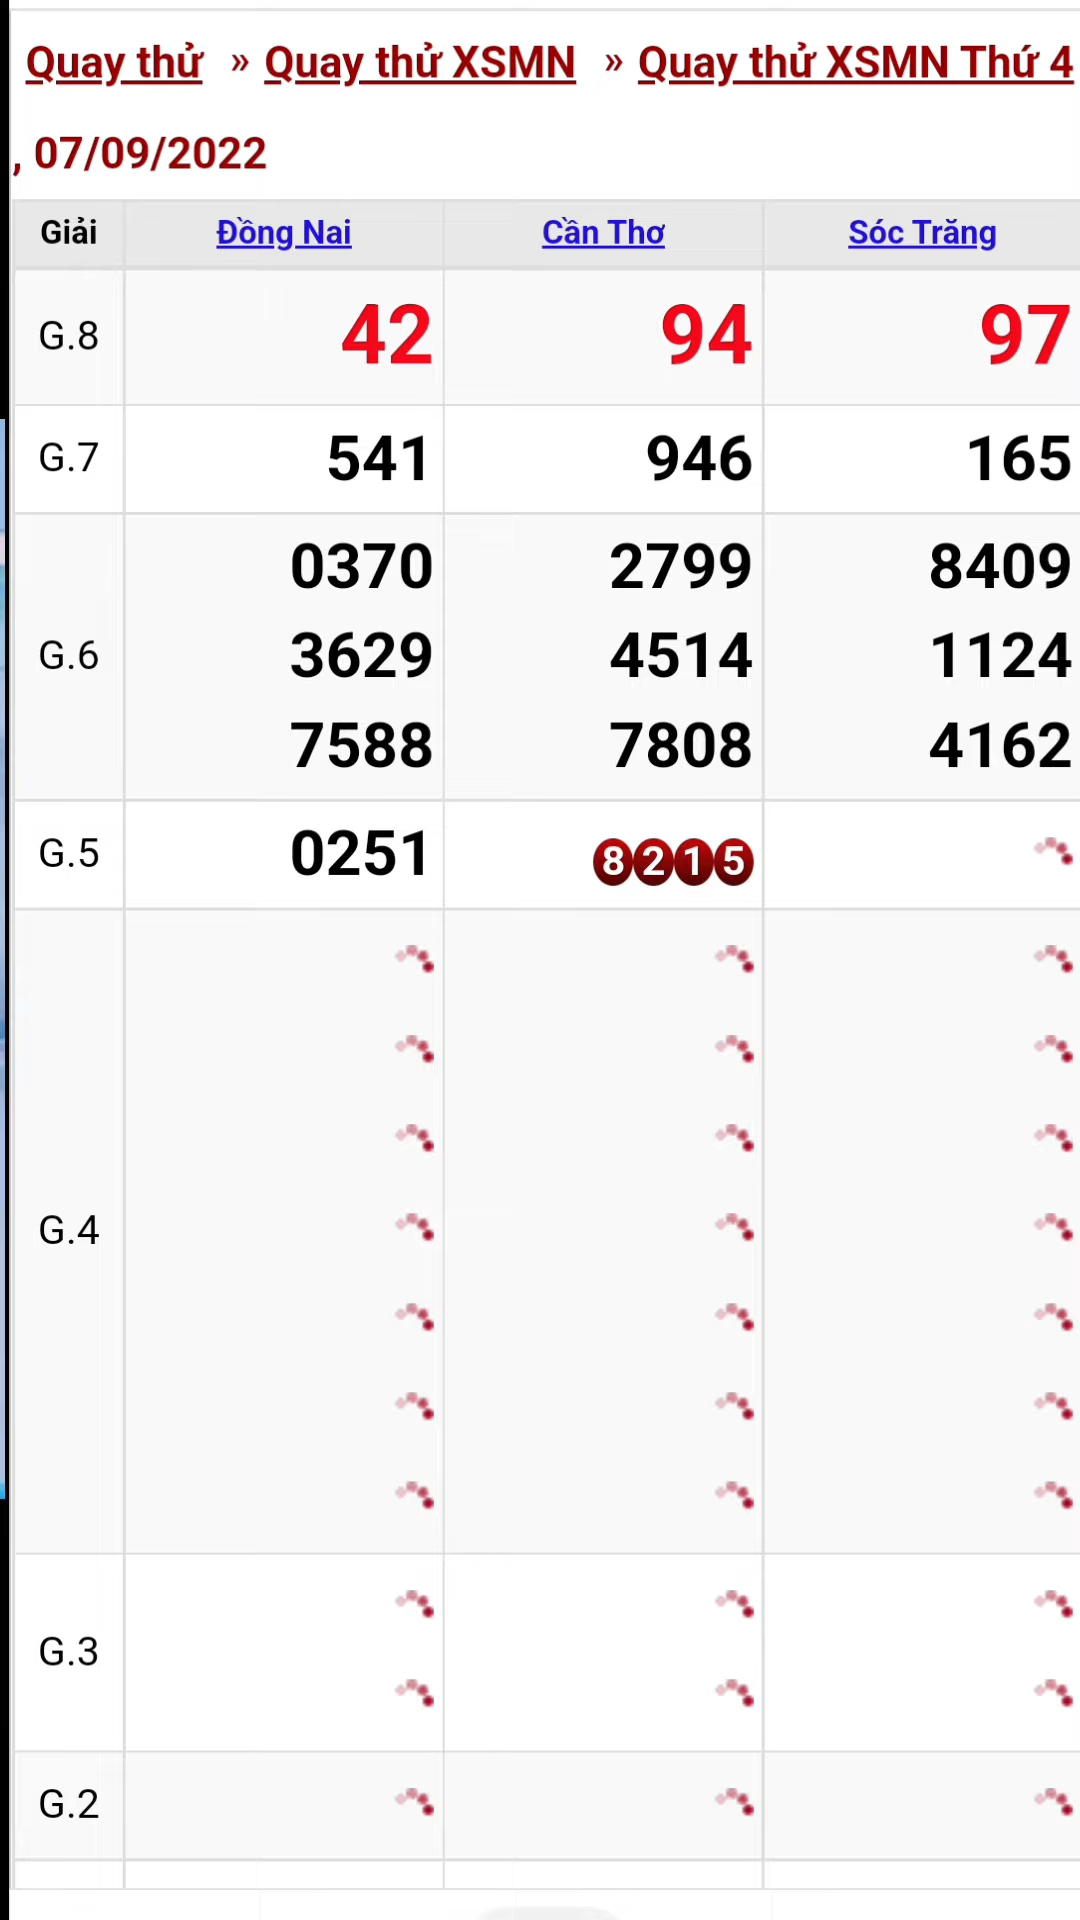 Quay thử » Quay thử XSMN » Quay thử XSMN Thứ 4
, 07/09/2022
Giải Đồng Nai Cần Thơ Sóc Trăng
G.8 42 94 97
G.7 541 946 165
0370 2799 8409
G.6 3629 4514 1124
7588 7808 4162
G.5 0251 8215
G.4
G.3
G.2